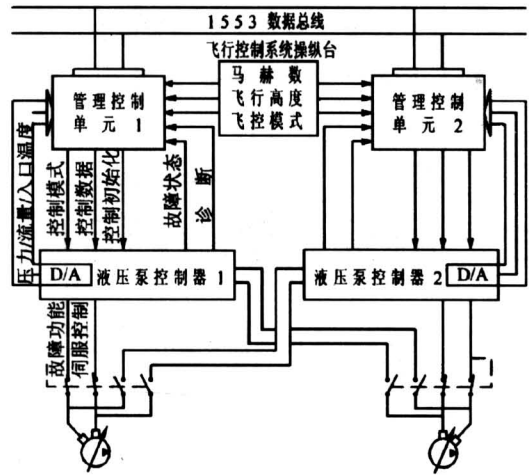 1553 数据总线
飞行控制系统操纵台
马赫数
飞行高度
飞控模式
管理控制
单元 1
管理控制
单元 2
压力/流量/入口温度
控制模式
控制数据
控制初始化
故障状态
诊断
D/A
液压泵控制器 1
液压泵控制器 2
D/A
故障功能
伺服控制